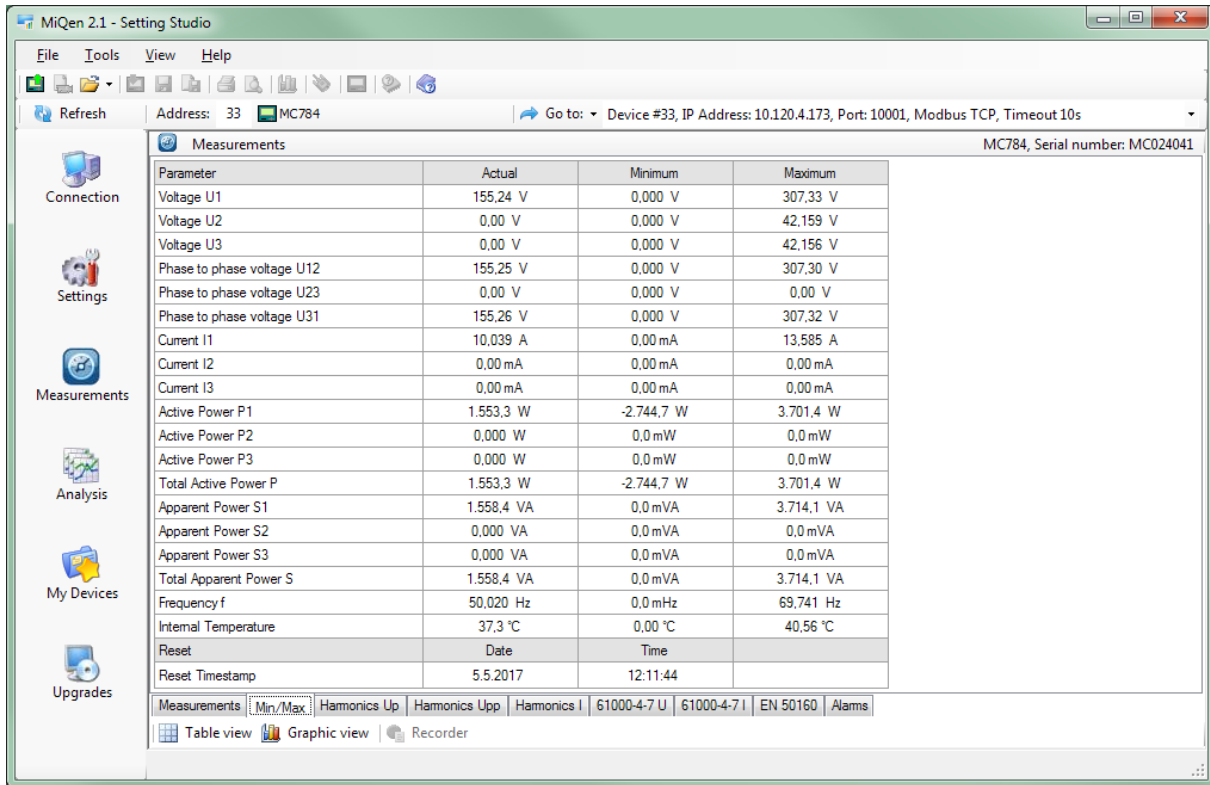 MiQen 2.1 - Setting Studio
File Tools View Help
Refresh Address: 33 MC784 Go to: Device #33, IP Address: 10.120.4.173, Port: 10001, Modbus TCP, Timeout 10s
Connection
Settings
Measurements
Analysis
My Devices
Upgrades
Measurements MC784, Serial number: MC024041
Parameter Actual Minimum Maximum
Voltage U1 155,24 V 0,000 V 307,33 V
Voltage U2 0,00 V 0,000 V 42,159 V
Voltage U3 0,00 V 0,000 V 42,156 V
Phase to phase voltage U12 155,25 V 0,000 V 307,30 V
Phase to phase voltage U23 0,00 V 0,000 V 0,00 V
Phase to phase voltage U31 155,26 V 0,000 V 307,32 V
Current I1 10,039 A 0,00 mA 13,585 A
Current I2 0,00 mA 0,00 mA 0,00 mA
Current I3 0,00 mA 0,00 mA 0,00 mA
Active Power P1 1.553,3 W -2.744,7 W 3.701,4 W
Active Power P2 0,000 W 0,0 mW 0,0 mW
Active Power P3 0,000 W 0,0 mW 0,0 mW
Total Active Power P 1.553,3 W -2.744,7 W 3.701,4 W
Apparent Power S1 1.558,4 VA 0,0 mVA 3.714,1 VA
Apparent Power S2 0,000 VA 0,0 mVA 0,0 mVA
Apparent Power S3 0,000 VA 0,0 mVA 0,0 mVA
Total Apparent Power S 1.558,4 VA 0,0 mVA 3.714,1 VA
Frequency f 50,020 Hz 0,0 mHz 69,741 Hz
Internal Temperature 37,3 °C 0,00 °C 40,56 °C
Reset Date Time
Reset Timestamp 5.5.2017 12:11:44
Measurements Min/Max Harmonics Up Harmonics Upp Harmonics I 61000-4-7 U 61000-4-7 I EN 50160 Alarms
Table view Graphic view Recorder